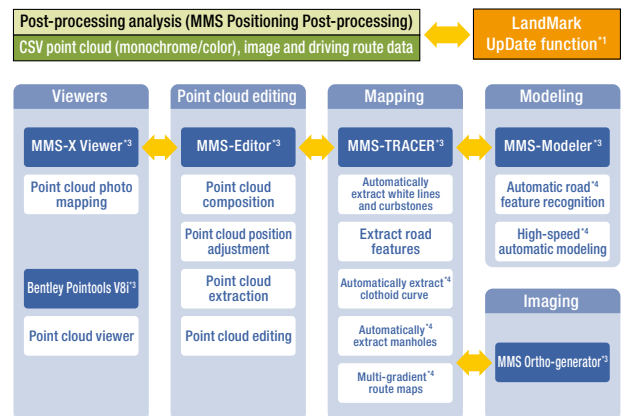 Post-processing analysis (MMS Positioning Post-processing)
CSV point cloud (monochrome/color), image and driving route data
LandMark
UpDate function*1
Viewers
MMS-X Viewer*3
Point cloud photo
mapping
Bentley Pointools V8i*3
Point cloud viewer
Point cloud editing
MMS-Editor*3
Point cloud
composition
Point cloud position
adjustment
Point cloud
extraction
Point cloud editing
Mapping
MMS-TRACER*3
Automatically
extract white lines
and curbstones
Extract road
features
Automatically extract*4
clothoid curve
Automatically*4
extract manholes
Multi-gradient*4
route maps
Modeling
MMS-Modeler*3
Automatic road*4
feature recognition
High-speed*4
automatic modeling
Imaging
MMS Ortho-generator*3